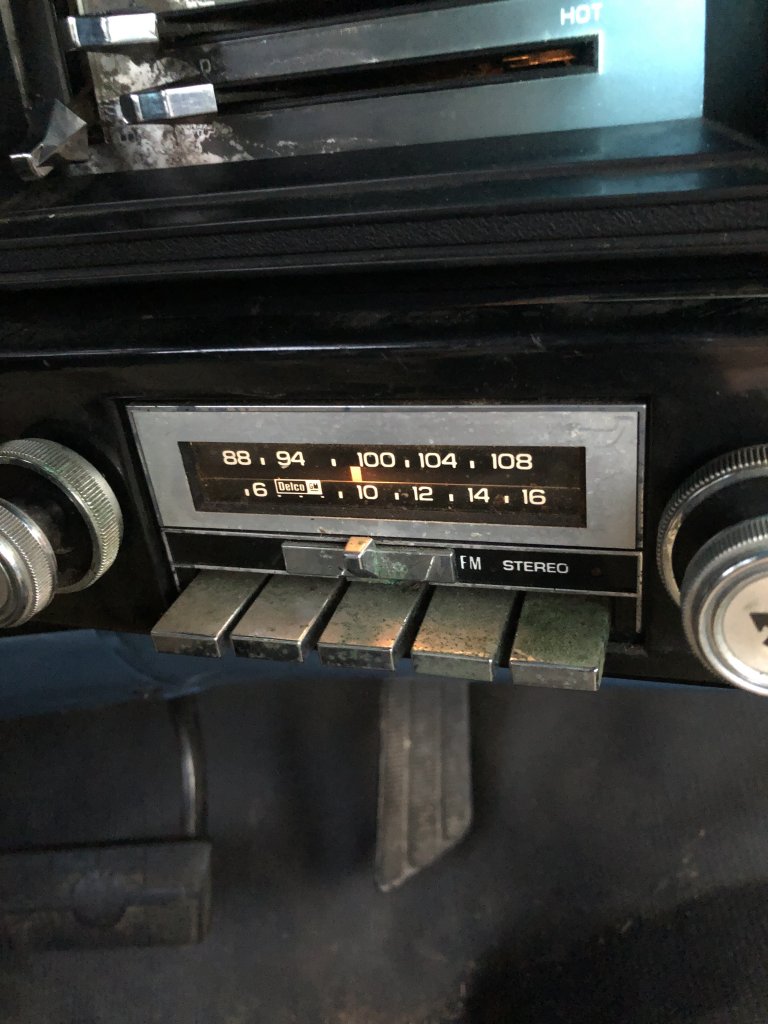 HOT
88 94 100 104 108
6 Delco GM 10 12 14 16
FM STEREO